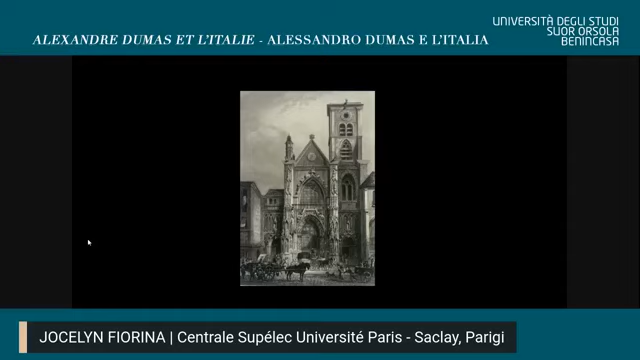 UNIVERSITÀ DEGLI STUDI
SUOR ORSOLA
BENINCASA
ALEXANDRE DUMAS ET L'ITALIE - ALESSANDRO DUMAS E L'ITALIA
JOCELYN FIORINA | Centrale Supélec Université Paris - Saclay, Parigi